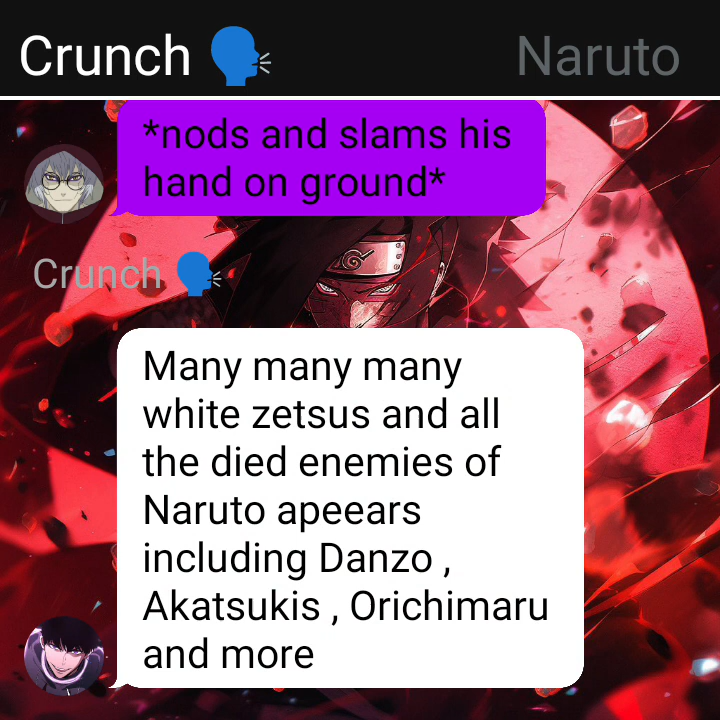 Crunch 🗣 Naruto
*nods and slams his
hand on ground*
Crunch 🗣
Many many many
white zetsus and all
the died enemies of
Naruto apeears
including Danzo ,
Akatsukis , Orichimaru
and more